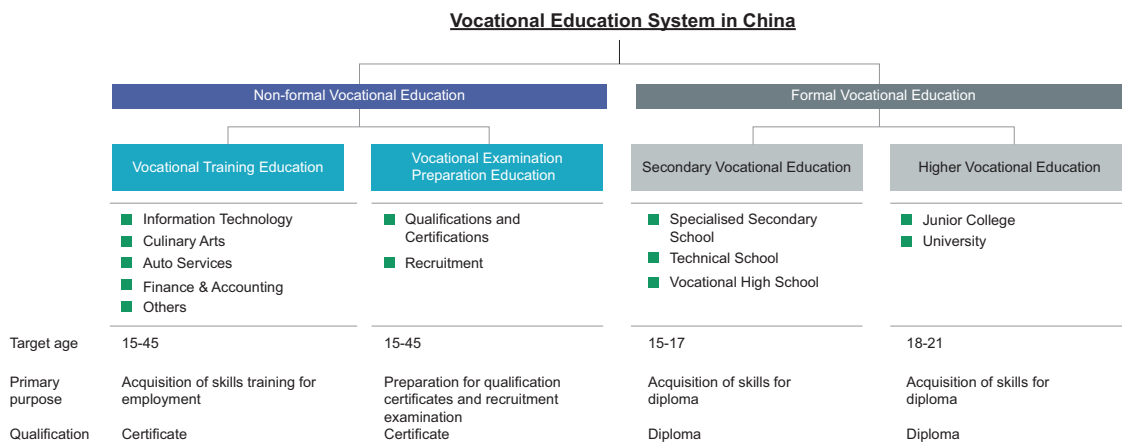 Vocational Education System in China
Non-formal Vocational Education
Formal Vocational Education
Vocational Training Education
Vocational Examination
Preparation Education
Secondary Vocational Education
Higher Vocational Education
Information Technology
Culinary Arts
Auto Services
Finance & Accounting
Others
Qualifications and
Certifications
Recruitment
Specialised Secondary
School
Technical School
Vocational High School
Junior College
University
Target age
15-45
15-45
15-17
18-21
Primary
purpose
Acquisition of skills training for
employment
Preparation for qualification
certificates and recruitment
examination
Acquisition of skills for
diploma
Acquisition of skills for
diploma
Qualification
Certificate
Certificate
Diploma
Diploma